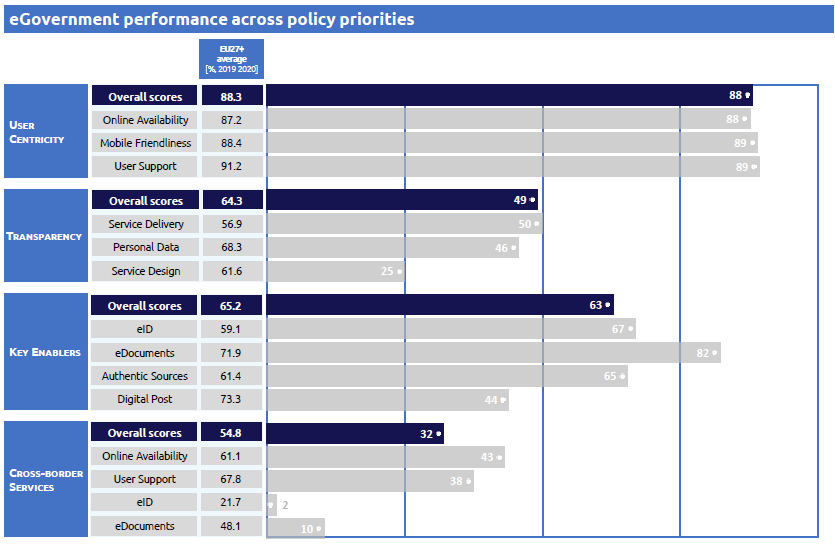 eGovernment performance across policy priorities
EU27+
average
[%, 2019 2020]
USER
CENTRICITY
Overall scores 88.3 88
Online Availability 87.2 88
Mobile Friendliness 88.4 89
User Support 91.2 89
TRANSPARENCY
Overall scores 64.3 49
Service Delivery 56.9 50
Personal Data 68.3 46
Service Design 61.6 25
KEY ENABLERS
Overall scores 65.2 63
eID 59.1 67
eDocuments 71.9 82
Authentic Sources 61.4 65
Digital Post 73.3 44
CROSS-BORDER
SERVICES
Overall scores 54.8 32
Online Availability 61.1 43
User Support 67.8 38
eID 21.7 2
eDocuments 48.1 10